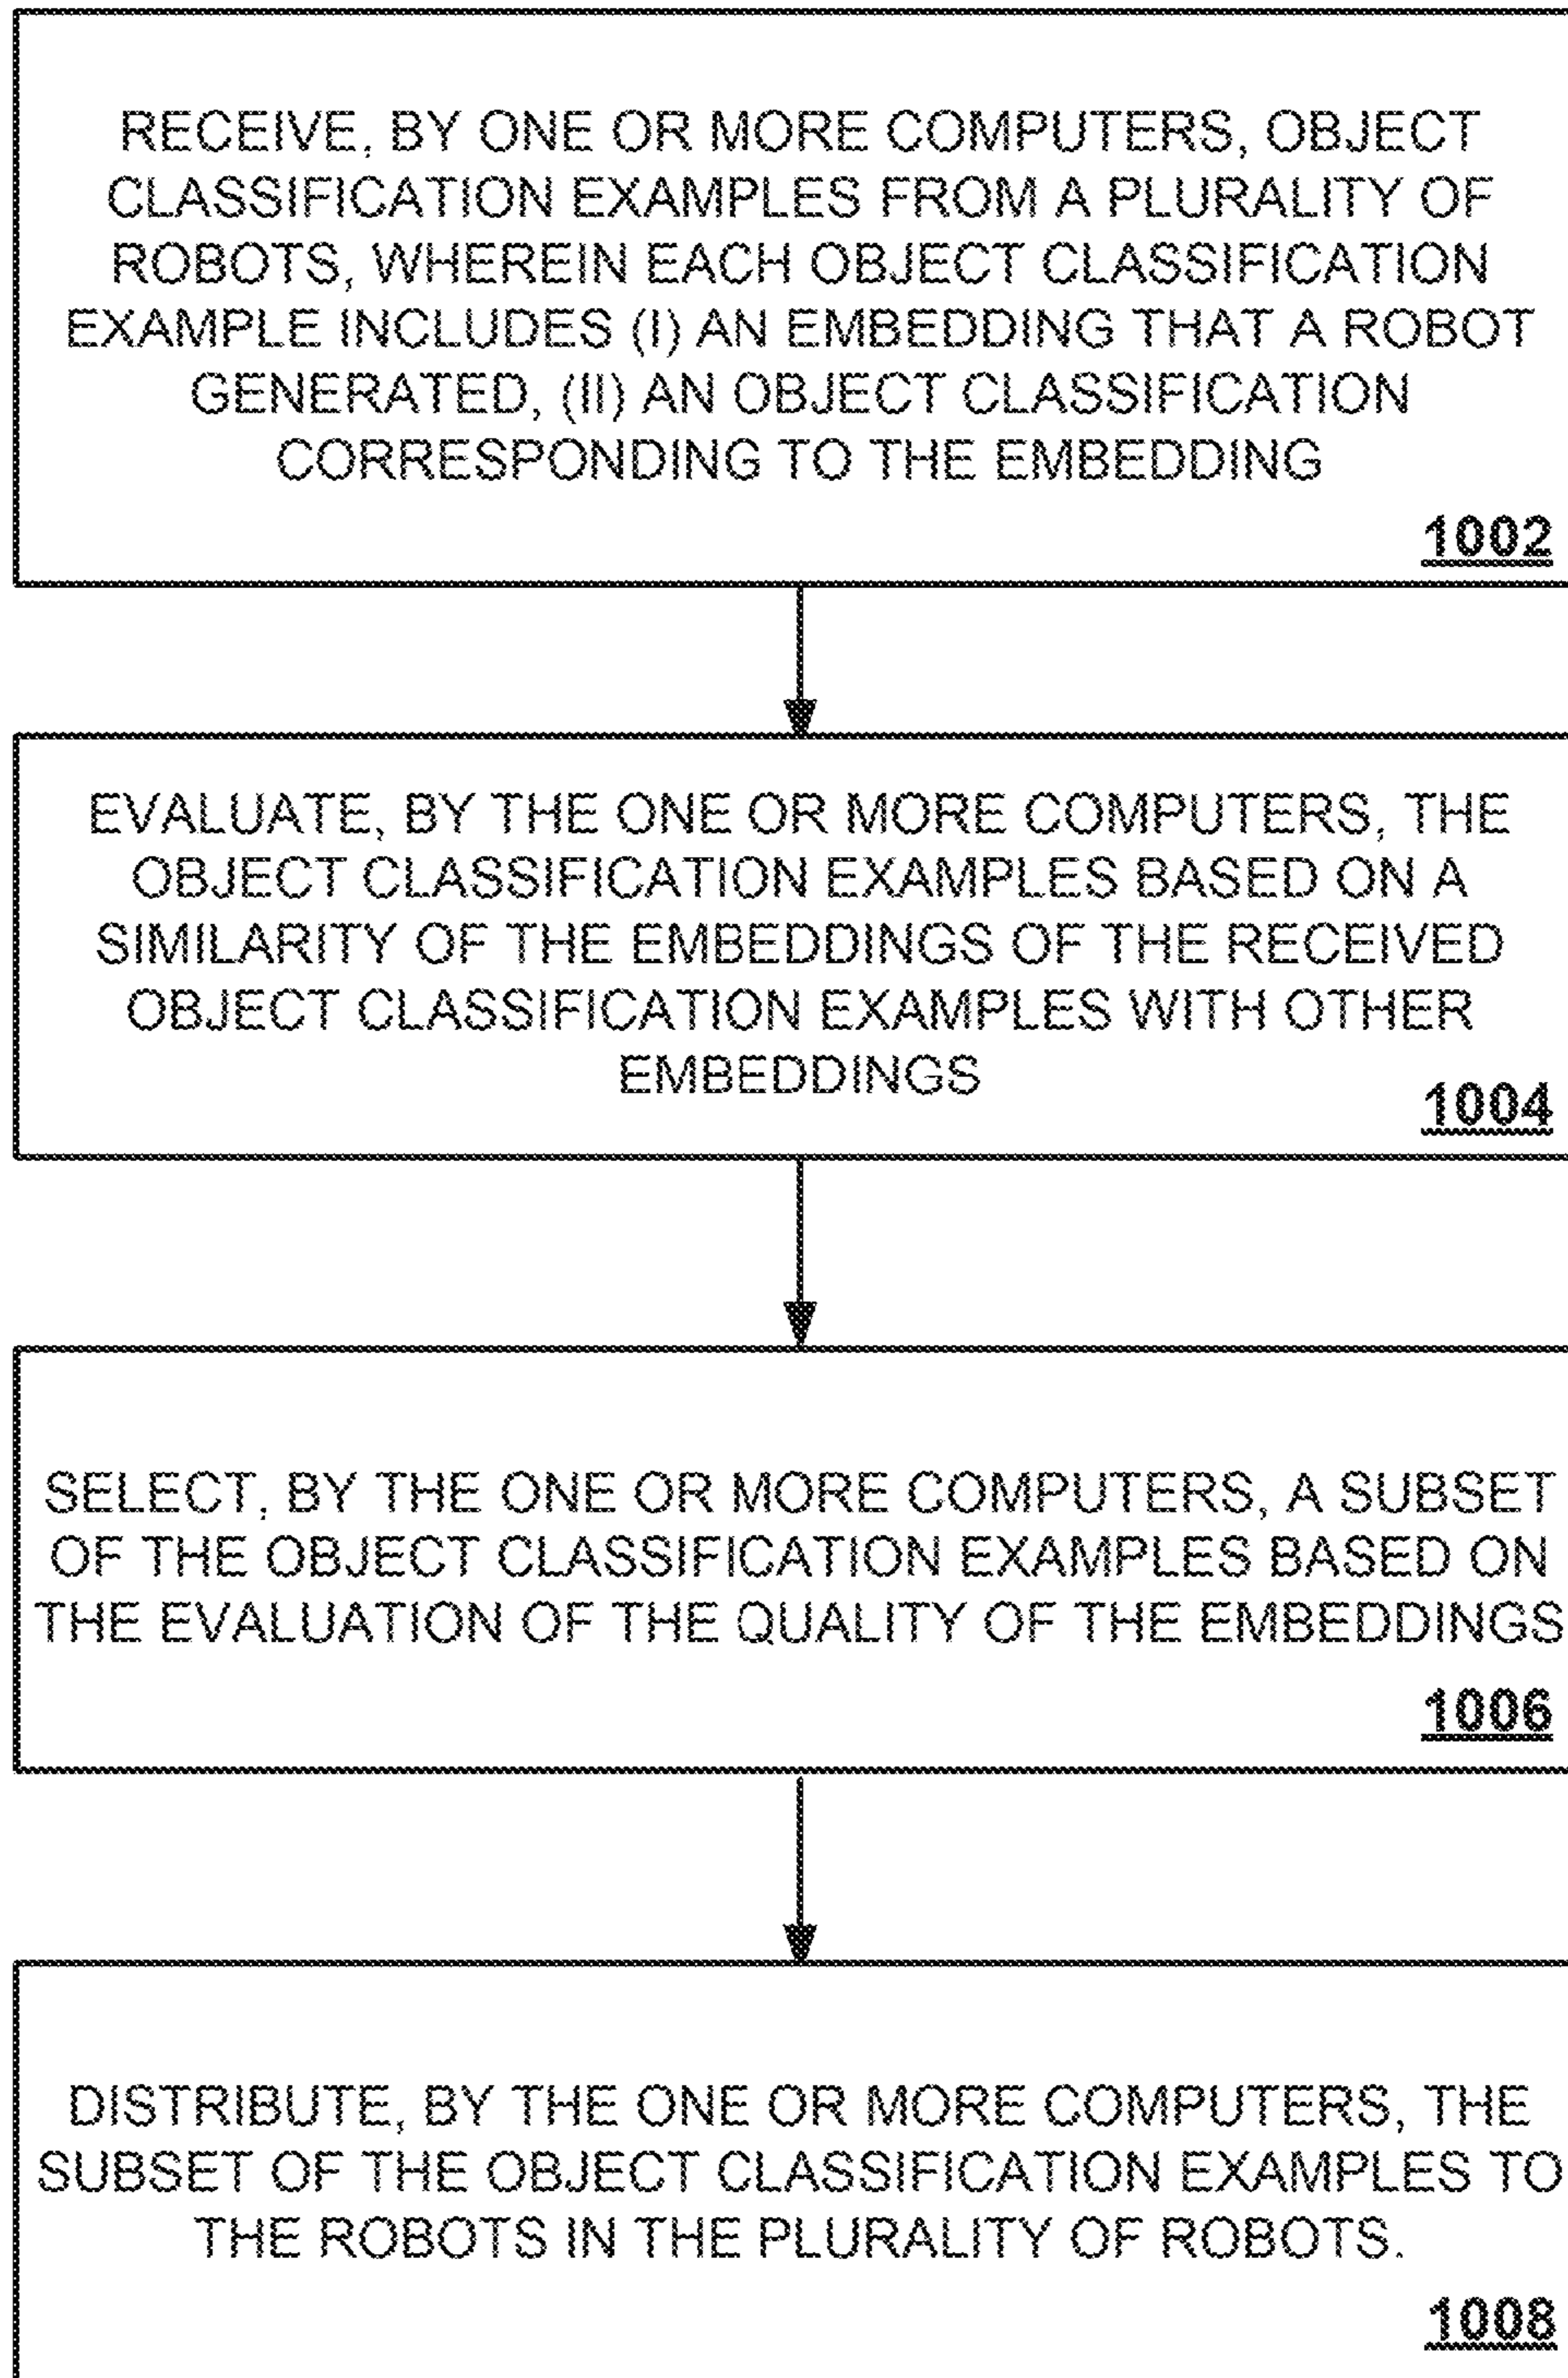 RECEIVE, BY ONE OR MORE COMPUTERS, OBJECT
CLASSIFICATION EXAMPLES FROM A PLURALITY OF
ROBOTS, WHEREIN EACH OBJECT CLASSIFICATION
EXAMPLE INCLUDES (I) AN EMBEDDING THAT A ROBOT
GENERATED, (II) AN OBJECT CLASSIFICATION
CORRESPONDING TO THE EMBEDDING
1002
EVALUATE, BY THE ONE OR MORE COMPUTERS, THE
OBJECT CLASSIFICATION EXAMPLES BASED ON A
SIMILARITY OF THE EMBEDDINGS OF THE RECEIVED
OBJECT CLASSIFICATION EXAMPLES WITH OTHER
EMBEDDINGS
1004
SELECT, BY THE ONE OR MORE COMPUTERS, A SUBSET
OF THE OBJECT CLASSIFICATION EXAMPLES BASED ON
THE EVALUATION OF THE QUALITY OF THE EMBEDDINGS
1006
DISTRIBUTE, BY THE ONE OR MORE COMPUTERS, THE
SUBSET OF THE OBJECT CLASSIFICATION EXAMPLES TO
THE ROBOTS IN THE PLURALITY OF ROBOTS.
1008